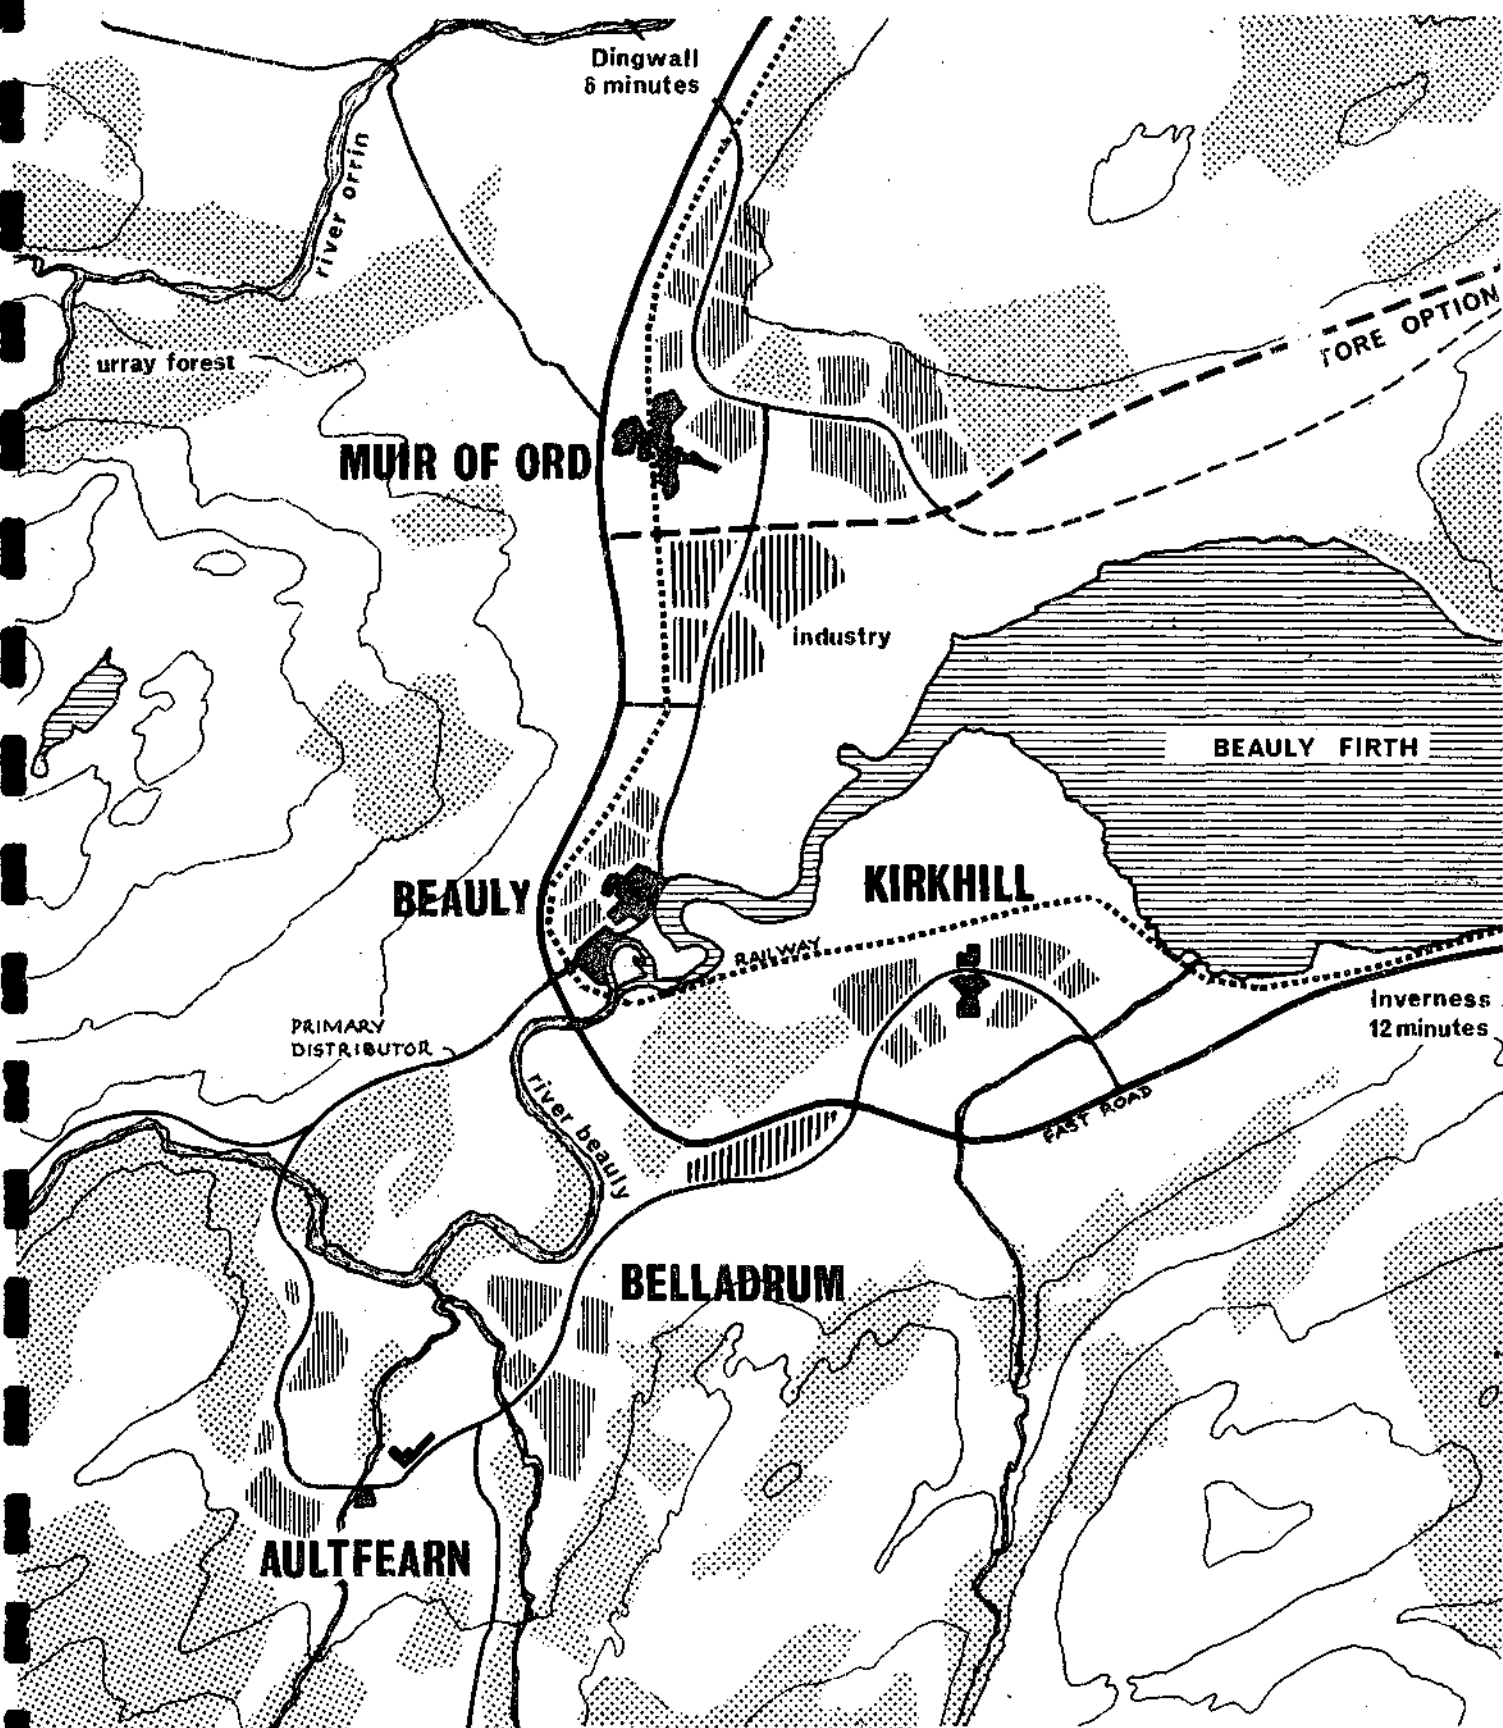 Dingwall
6 minutes
river orrin
urray forest
TORE OPTION
MUIR OF ORD
industry
BEAULY FIRTH
KIRKHILL
BEAULY
RAILWAY
Inverness
12 minutes
PRIMARY
DISTRIBUTOR
river beauly
FAST ROAD
BELLADRUM
AULTFEARN